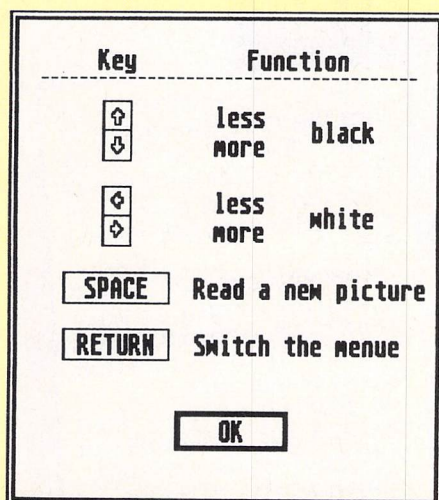 Key Function
⇧ less
black
⇩ more
⇦ less
white
⇨ more
SPACE Read a new picture
RETURN Switch the menue
OK